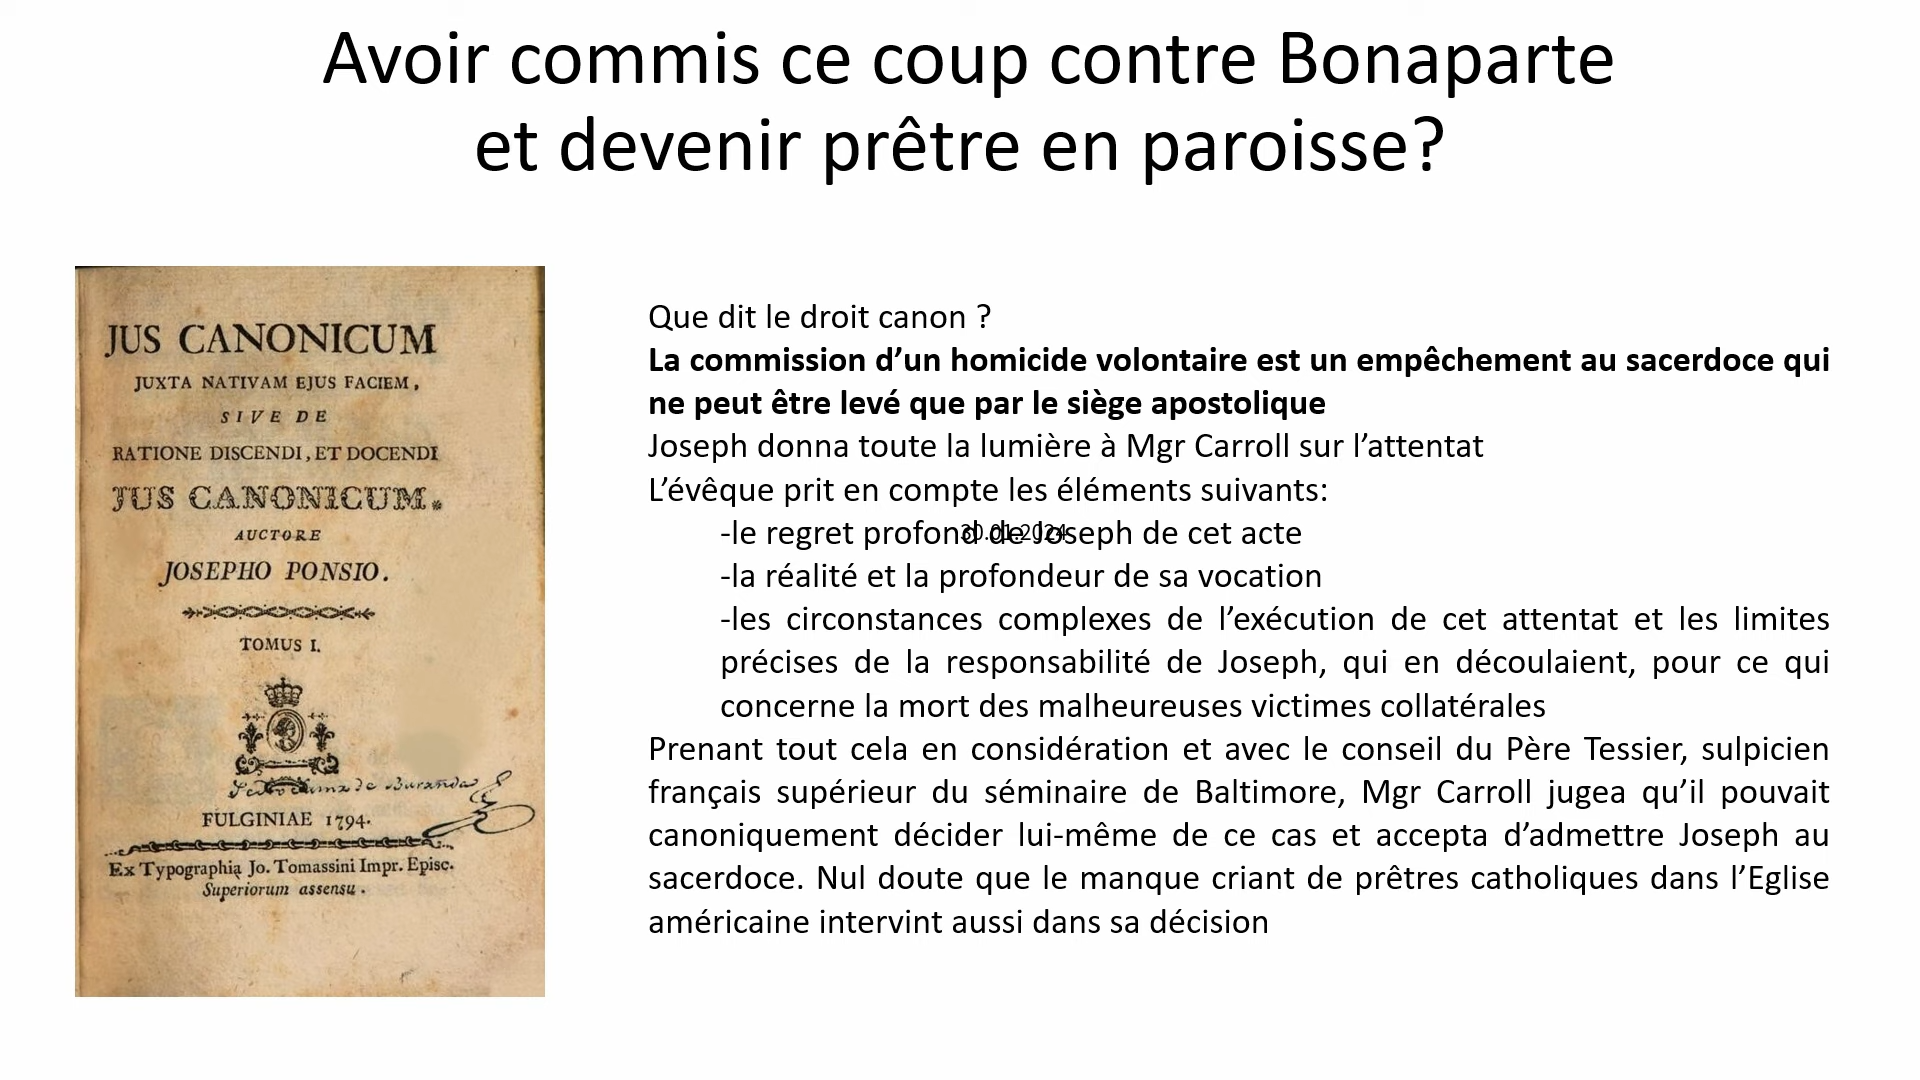 Avoir commis ce coup contre Bonaparte
et devenir prêtre en paroisse?
JUS CANONICUM
JUXTA NATIVAM EJUS FACIEM,
SIVE DE
RATIONE DISCENDI, ET DOCENDI
JUS CANONICUM.
AUCTORE
JOSEPHO PONSIO.
TOMUS I.
de
FULGINIAE 1794.
Ex Typographia Jo. Tomassini Impr. Episc.
Superiorum assensu.
Que dit le droit canon ?
La commission d’un homicide volontaire est un empêchement au sacerdoce qui
ne peut être levé que par le siège apostolique
Joseph donna toute la lumière à Mgr Carroll sur l’attentat
L’évêque prit en compte les éléments suivants:
-le regret profond de Joseph de cet acte
30.01.2024
-la réalité et la profondeur de sa vocation
-les circonstances complexes de l’exécution de cet attentat et les limites
précises de la responsabilité de Joseph, qui en découlaient, pour ce qui
concerne la mort des malheureuses victimes collatérales
Prenant tout cela en considération et avec le conseil du Père Tessier, sulpicien
français supérieur du séminaire de Baltimore, Mgr Carroll jugea qu’il pouvait
canoniquement décider lui-même de ce cas et accepta d’admettre Joseph au
sacerdoce. Nul doute que le manque criant de prêtres catholiques dans l’Eglise
américaine intervint aussi dans sa décision